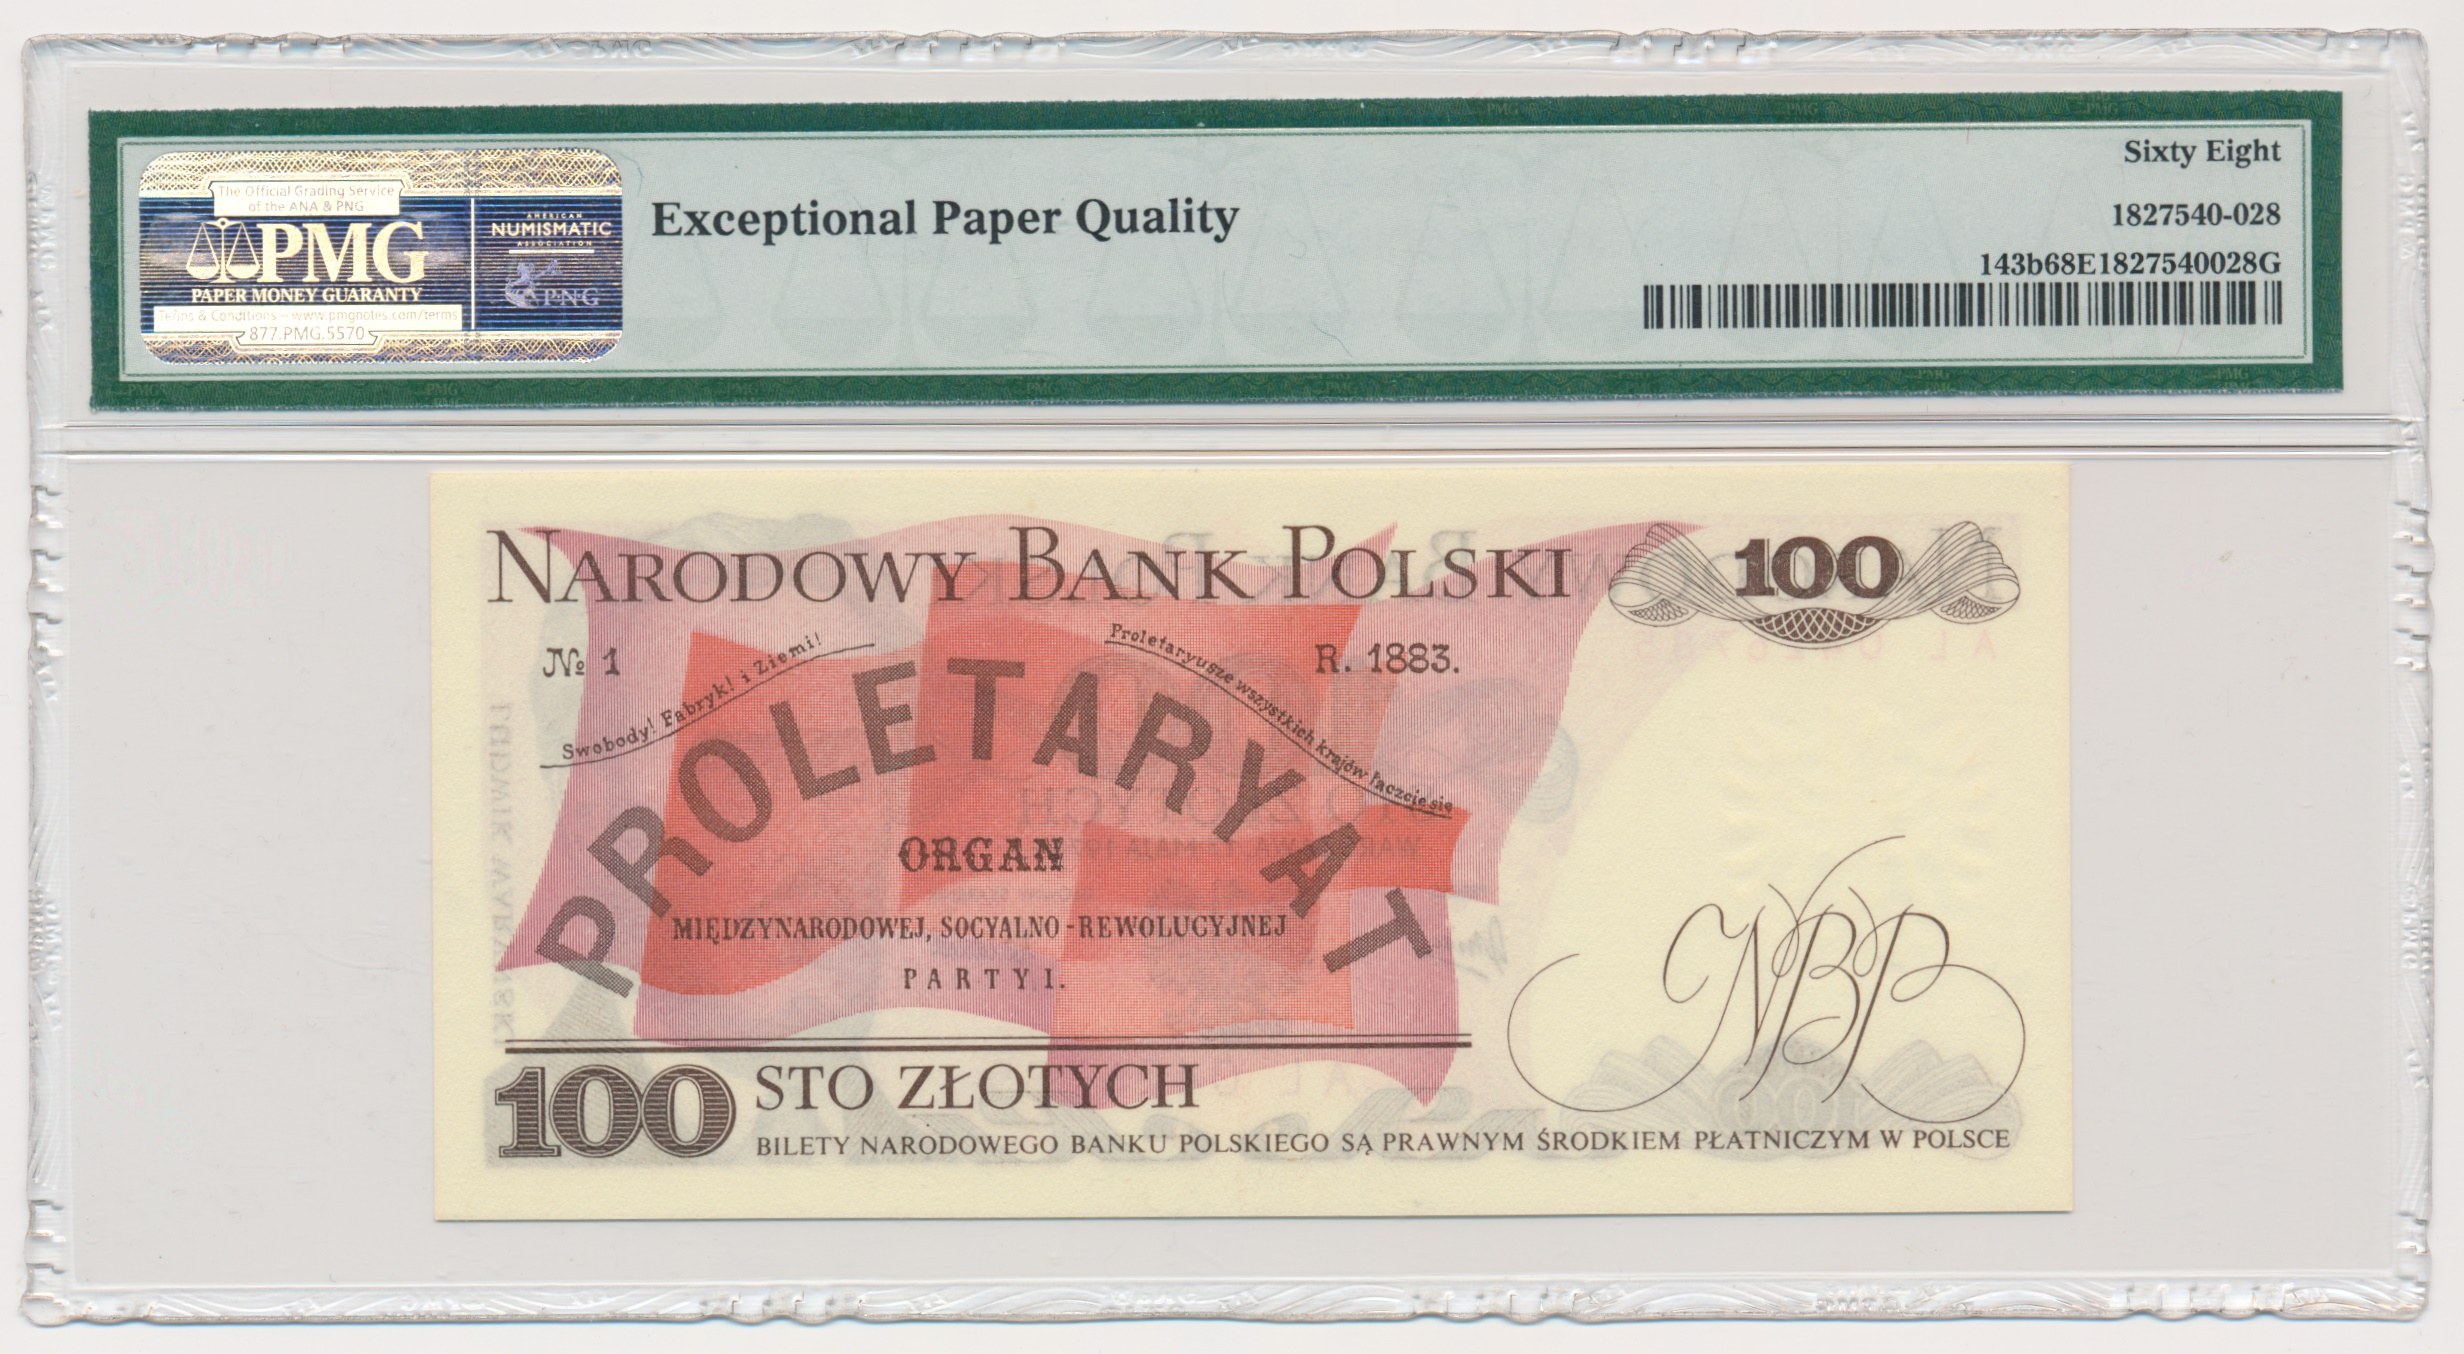 Sixty Eight
The Official Grading Service
of the ANA & PNG
PMG
PAPER MONEY GUARANTY
Terms & Conditions – www.pmgnotes.com/terms
877.PMG.5570
AMERICAN
NUMISMATIC
ASSOCIATION
PNG
Exceptional Paper Quality
1827540-028
143b68E1827540028G
NARODOWY BANK POLSKI
100
№ 1
R. 1883.
Swobody! Fabryk! i Ziemi!
Proletaryusze wszystkich krajów łączcie się
PROLETARYAT
ORGAN
MIĘDZYNARODOWEJ, SOCYALNO-REWOLUCYJNEJ
PARTYI.
NBP
100 STO ZŁOTYCH
BILETY NARODOWEGO BANKU POLSKIEGO SĄ PRAWNYM ŚRODKIEM PŁATNICZYM W POLSCE